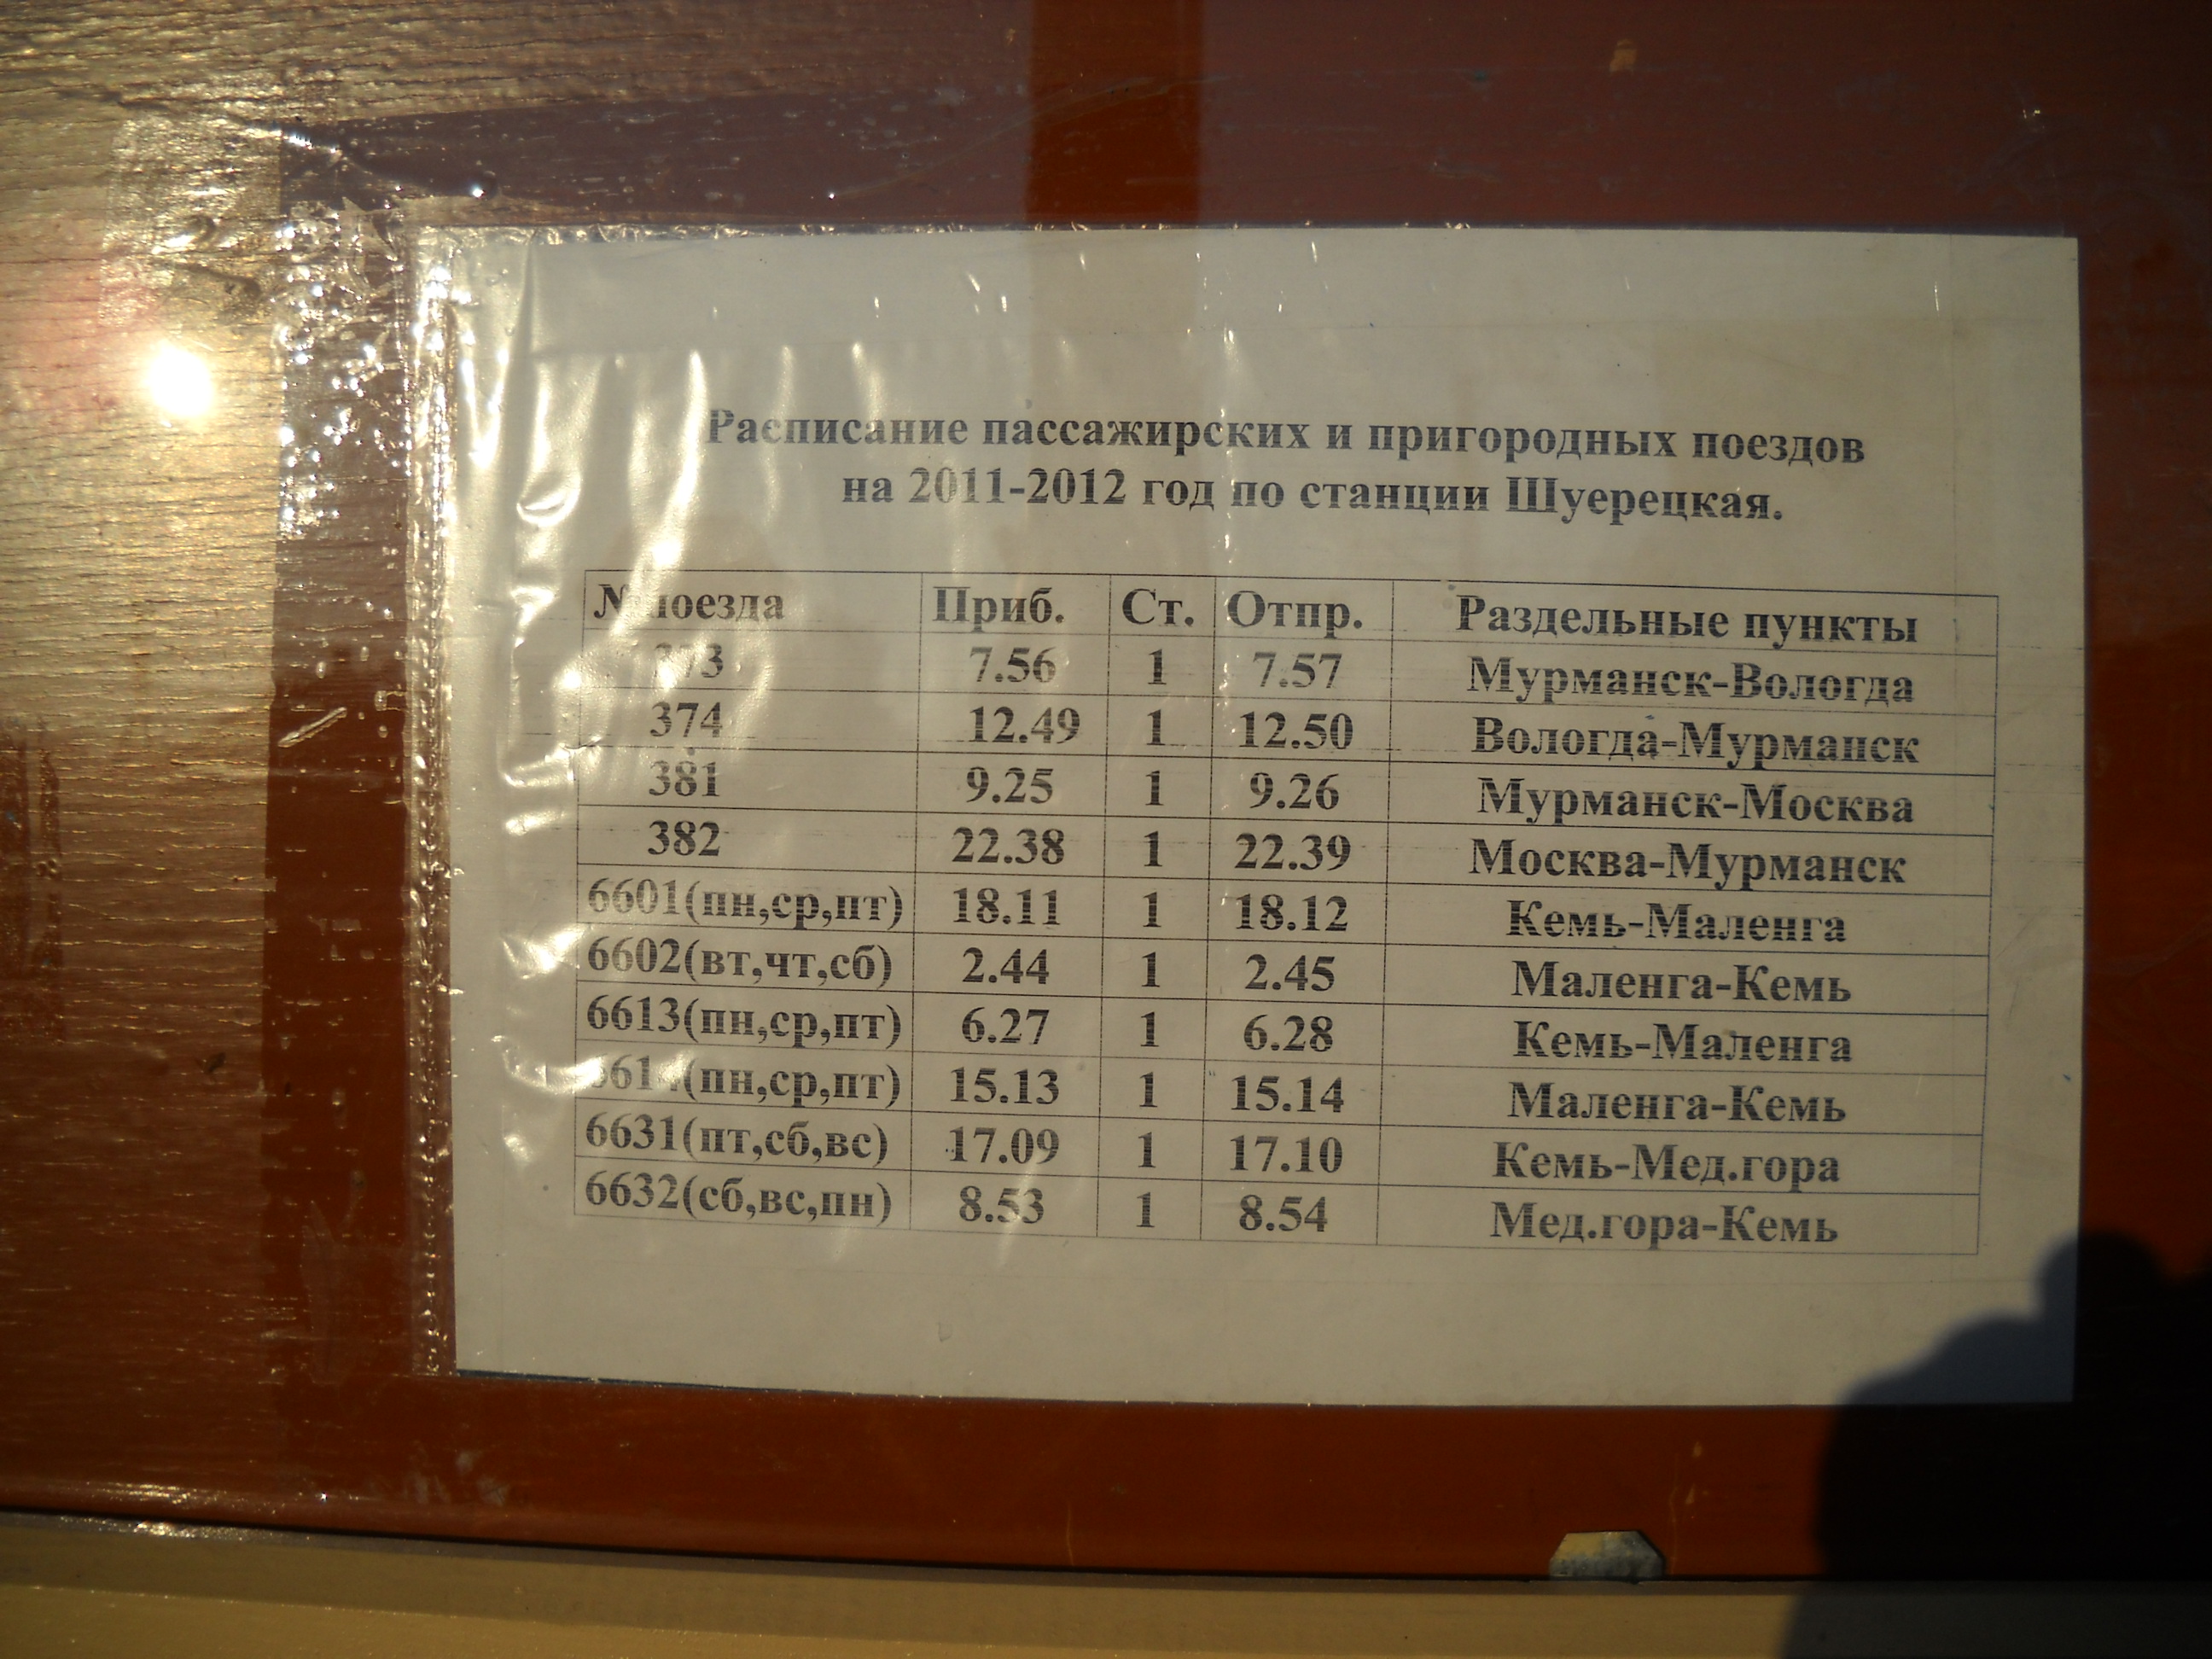 Расписание пассажирских и пригородных поездов
на 2011-2012 год по станции Шуерецкая.
№ поезда Приб. Ст. Отпр. Раздельные пункты
373 7.56 1 7.57 Мурманск-Вологда
374 12.49 1 12.50 Вологда-Мурманск
381 9.25 1 9.26 Мурманск-Москва
382 22.38 1 22.39 Москва-Мурманск
6601(пн,ср,пт) 18.11 1 18.12 Кемь-Маленга
6602(вт,чт,сб) 2.44 1 2.45 Маленга-Кемь
6613(пн,ср,пт) 6.27 1 6.28 Кемь-Маленга
(пн,ср,пт) 15.13 1 15.14 Маленга-Кемь
6631(пт,сб,вс) 17.09 1 17.10 Кемь-Мед.гора
6632(сб,вс,пн) 8.53 1 8.54 Мед.гора-Кемь